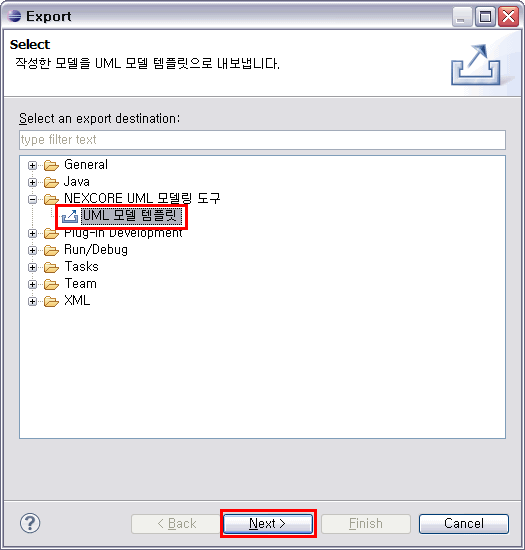 Export
Select
작성한 모델을 UML 모델 템플릿으로 내보냅니다.
Select an export destination:
type filter text
General
Java
NEXCORE UML 모델링 도구
UML 모델 템플릿
Plug-in Development
Run/Debug
Tasks
Team
XML
?
< Back
Next >
Finish
Cancel